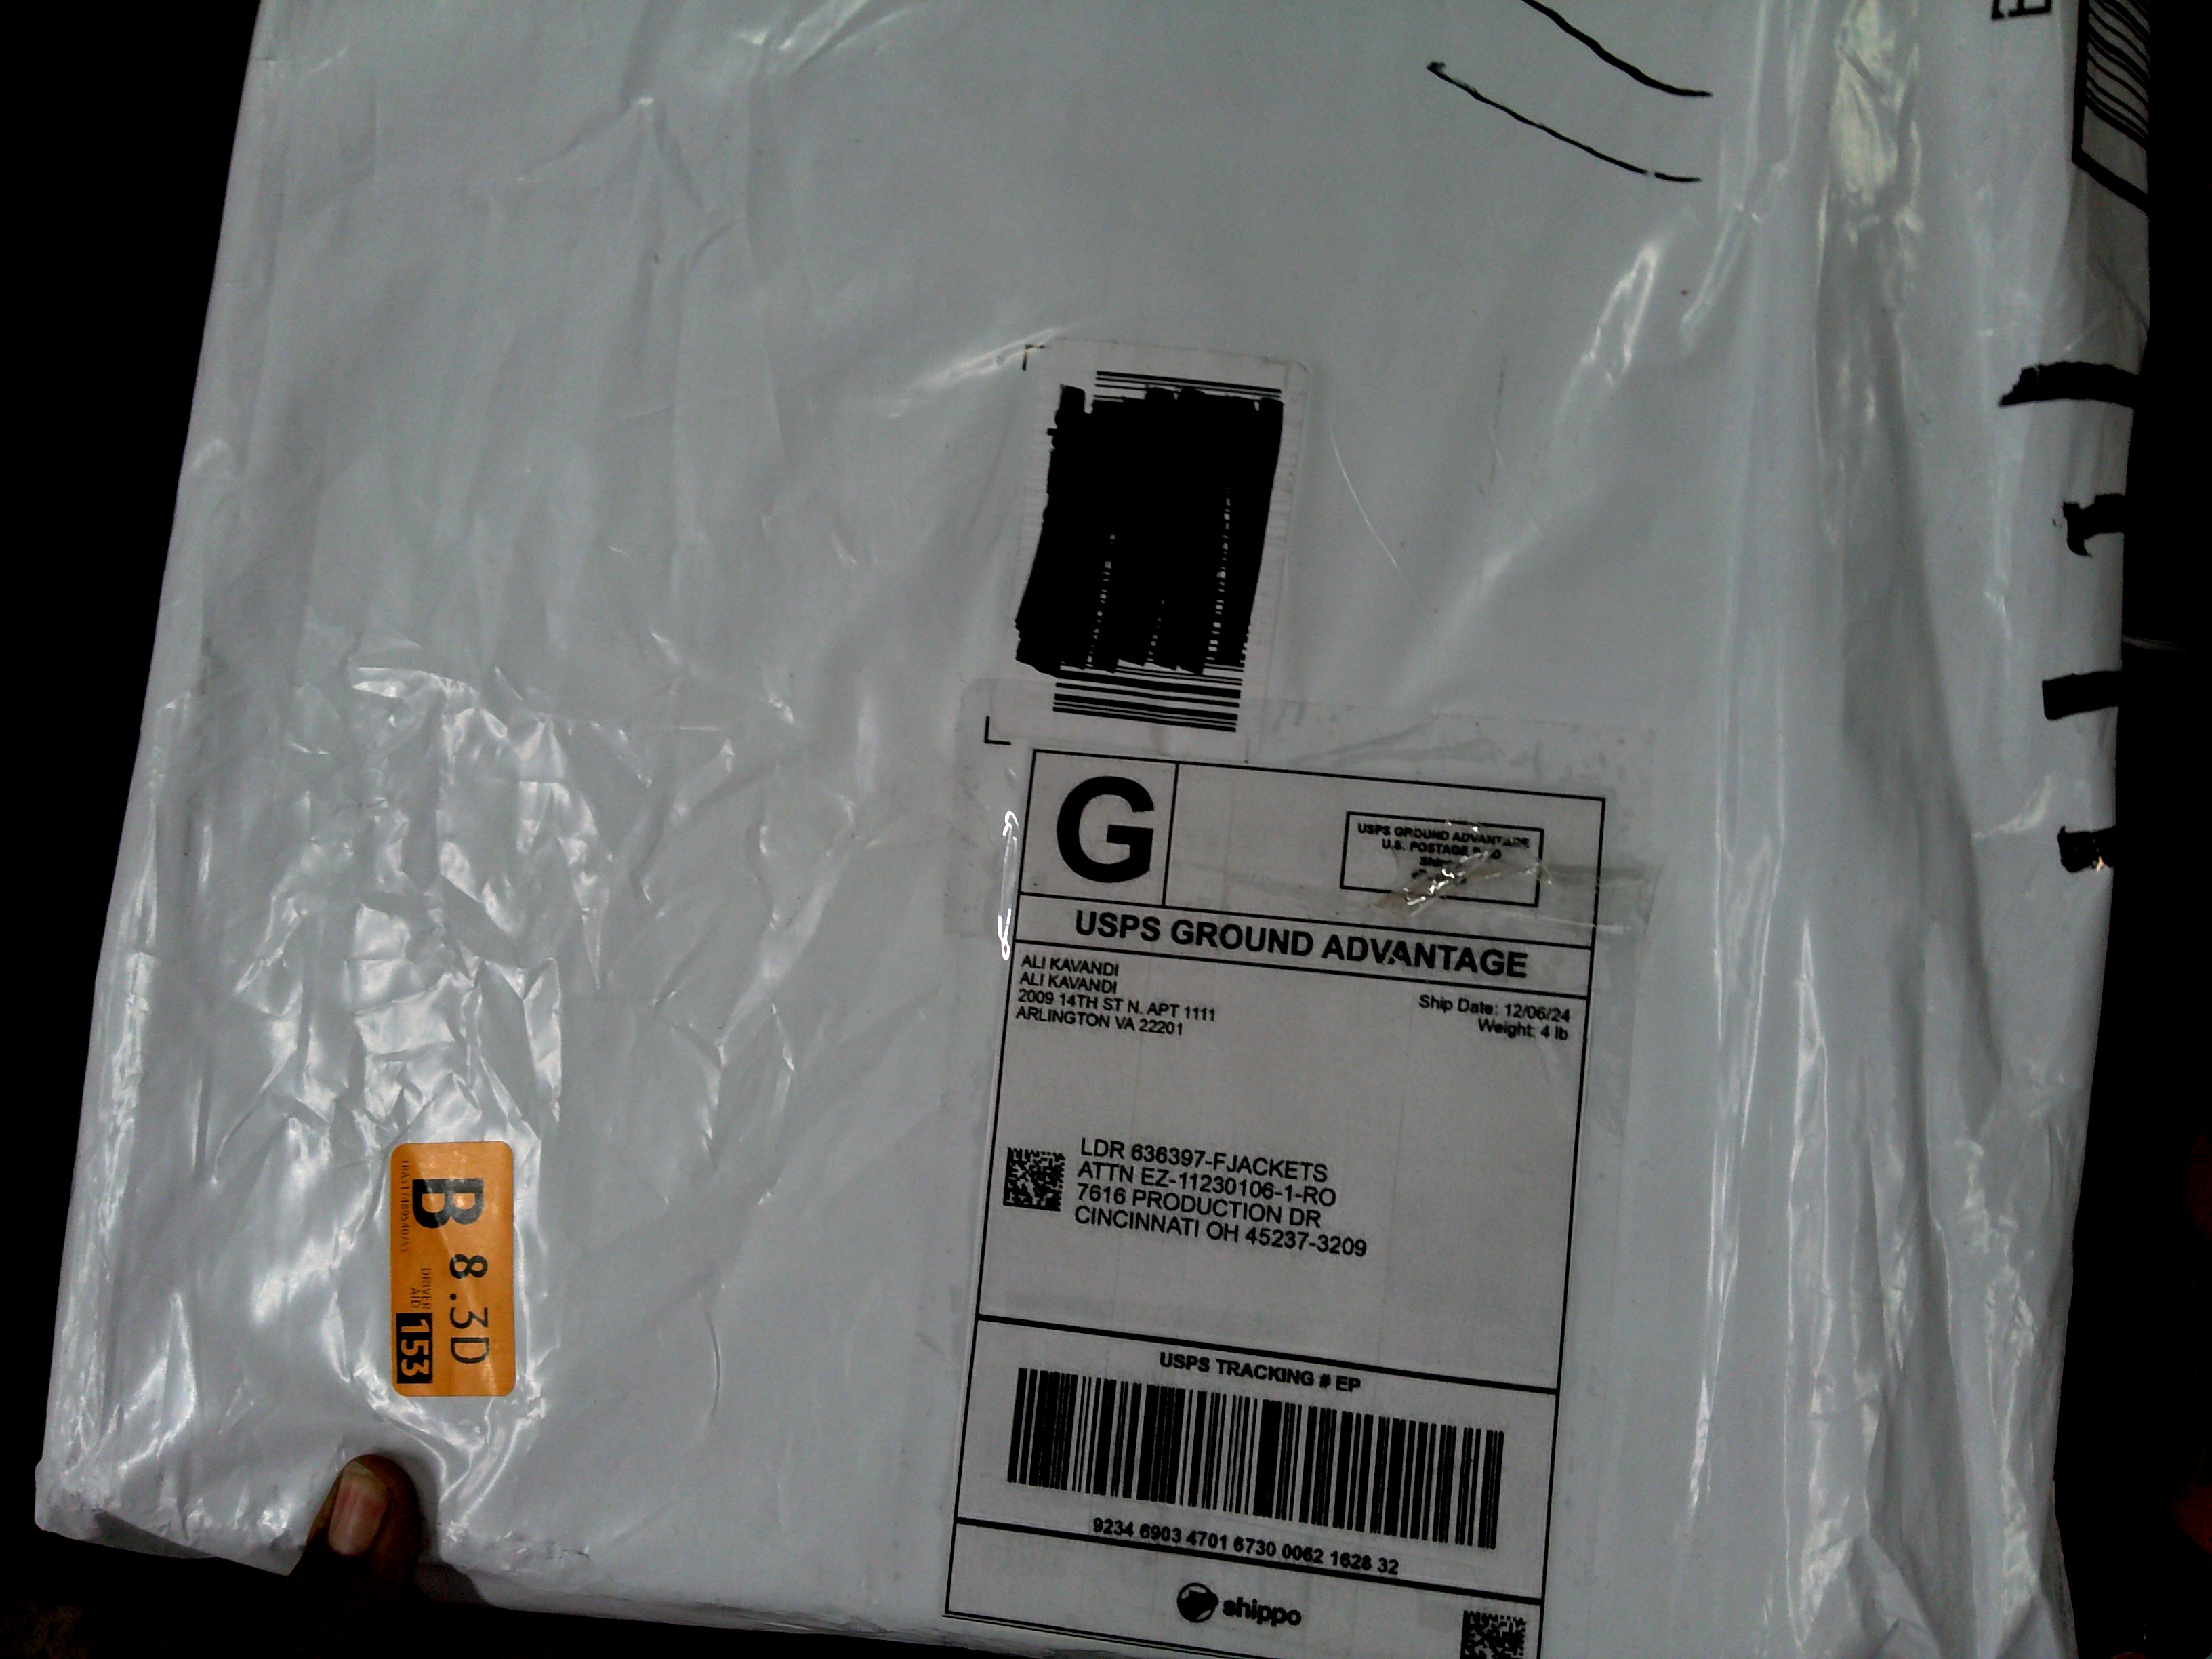 G
USPS GROUND ADVANTAGE
U.S. POSTAGE
USPS GROUND ADVANTAGE
ALI KAVANDI
ALI KAVANDI
2009 14TH ST N. APT 1111
ARLINGTON VA 22201
Ship Date: 12/06/24
Weight: 4 lb
LDR 636397-FJACKETS
ATTN EZ-11230106-1-RO
7616 PRODUCTION DR
CINCINNATI OH 45237-3209
USPS TRACKING # EP
9234 6903 4701 6730 0062 1628 32
shippo
B 8.3D
DRIVER
AID
153